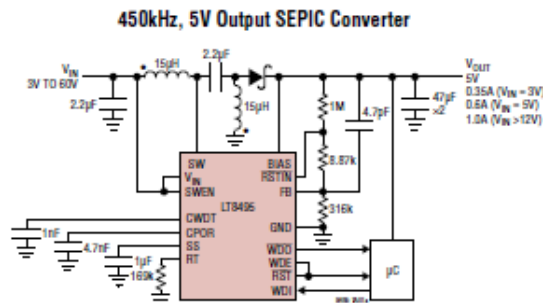 450kHz, 5V Output SEPIC Converter
VIN
3V TO 60V
15µH
2.2µF
VOUT
5V
0.35A (VIN = 3V)
0.6A (VIN = 5V)
1.0A (VIN >12V)
2.2µF
15µH
1M
4.7pF
47µF
×2
SW
BIAS
VIN
RSTIN
8.87k
SWEN
FB
LT8495
CWDT
316k
CPOR
GND
1nF
4.7nF
SS
WDO
1µF
RT
WDE
µC
169k
RST
WDI